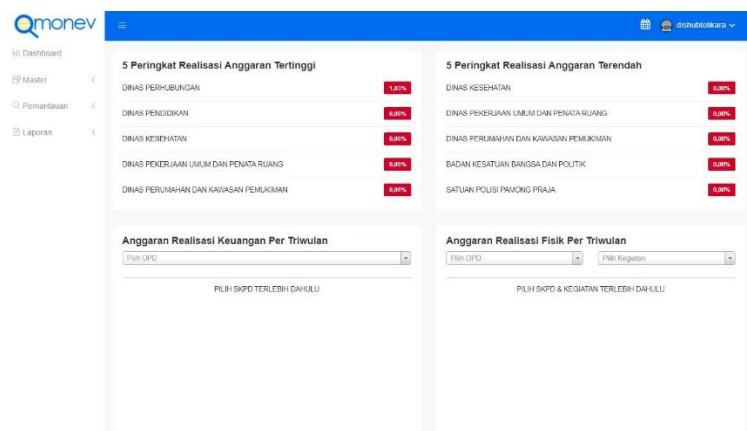 Qmonev
dishubtolikara
Dashboard
Master
Pemantauan
Laporan
5 Peringkat Realisasi Anggaran Tertinggi
DINAS PERHUBUNGAN 1,03%
DINAS PENDIDIKAN 0,00%
DINAS KESEHATAN 0,00%
DINAS PEKERJAAN UMUM DAN PENATA RUANG 0,00%
DINAS PERUMAHAN DAN KAWASAN PEMUKIMAN 0,00%
5 Peringkat Realisasi Anggaran Terendah
DINAS KESEHATAN 0,00%
DINAS PEKERJAAN UMUM DAN PENATA RUANG 0,00%
DINAS PERUMAHAN DAN KAWASAN PEMUKIMAN 0,00%
BADAN KESATUAN BANGSA DAN POLITIK 0,00%
SATUAN POLISI PAMONG PRAJA 0,00%
Anggaran Realisasi Keuangan Per Triwulan
Pilih OPD
PILIH SKPD TERLEBIH DAHULU
Anggaran Realisasi Fisik Per Triwulan
Pilih OPD Pilih Kegiatan
PILIH SKPD & KEGIATAN TERLEBIH DAHULU